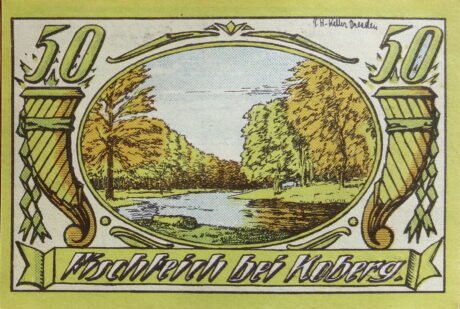 P. H. Keller Dresden
50 50
Fischteich bei Koberg.